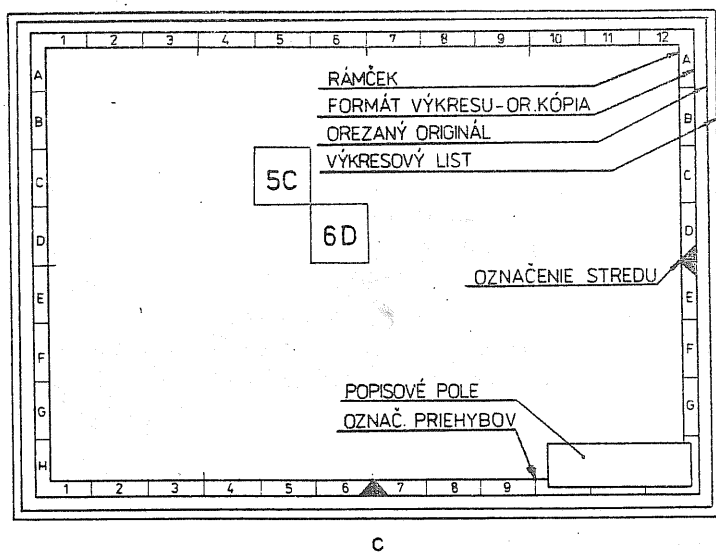 1 2 3 4 5 6 7 8 9 10 11 12
A A
RÁMČEK
FORMÁT VÝKRESU-OR.KÓPIA
B B
OREZANÝ ORIGINÁL
VÝKRESOVÝ LIST
C 5C C
D 6D D
OZNAČENIE STREDU
E E
F F
POPISOVÉ POLE
G G
OZNAČ. PRIEHYBOV
H
1 2 3 4 5 6 7 8 9
C